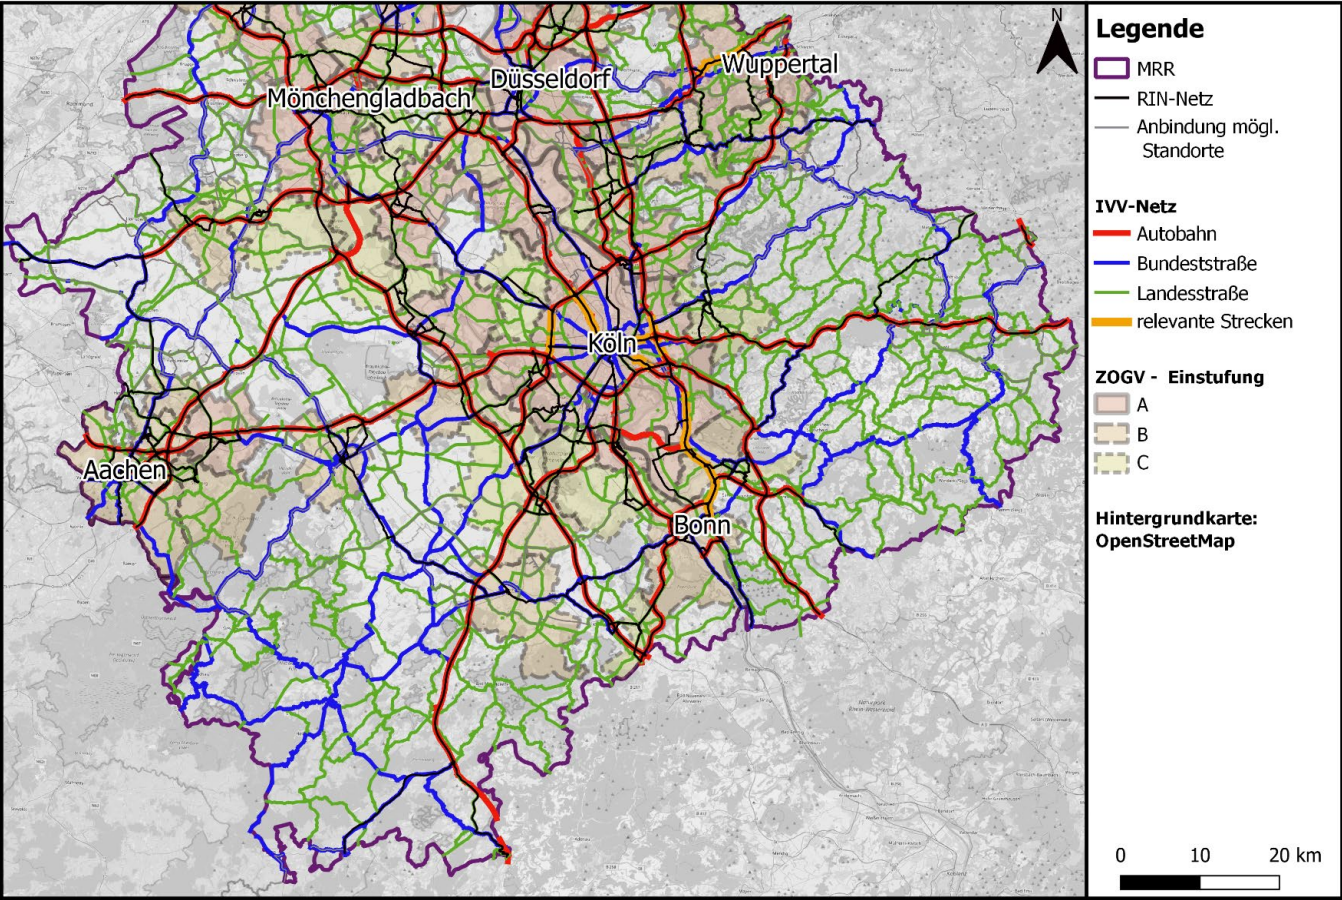 N
Wuppertal
Düsseldorf
Mönchengladbach
Köln
Aachen
Bonn
Legende
MRR
RIN-Netz
Anbindung mögl.
Standorte
IVV-Netz
Autobahn
Bundeststraße
Landesstraße
relevante Strecken
ZOGV - Einstufung
A
B
C
Hintergrundkarte:
OpenStreetMap
0 10 20 km